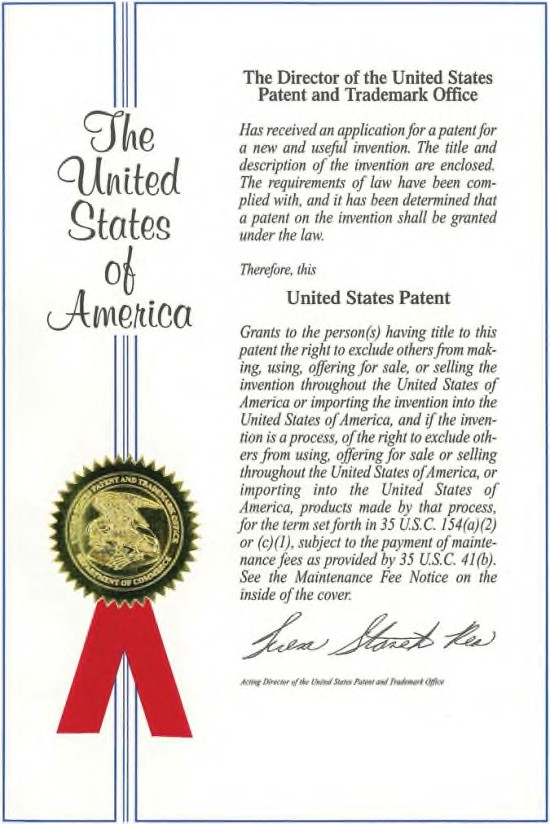 The
United
States
of
America
The Director of the United States
Patent and Trademark Office
Has received an application for a patent for
a new and useful invention. The title and
description of the invention are enclosed.
The requirements of law have been com-
plied with, and it has been determined that
a patent on the invention shall be granted
under the law.
Therefore, this
United States Patent
Grants to the person(s) having title to this
patent the right to exclude others from mak-
ing, using, offering for sale, or selling the
invention throughout the United States of
America or importing the invention into the
United States of America, and if the inven-
tion is a process, of the right to exclude oth-
ers from using, offering for sale or selling
throughout the United States of America, or
importing into the United States of
America, products made by that process,
for the term set forth in 35 U.S.C. 154(a)(2)
or (c)(1), subject to the payment of mainte-
nance fees as provided by 35 U.S.C. 41(b).
See the Maintenance Fee Notice on the
inside of the cover.
Teresa Stanek Rea
Acting Director of the United States Patent and Trademark Office
PATENT AND TRADEMARK OFFICE
DEPARTMENT OF COMMERCE